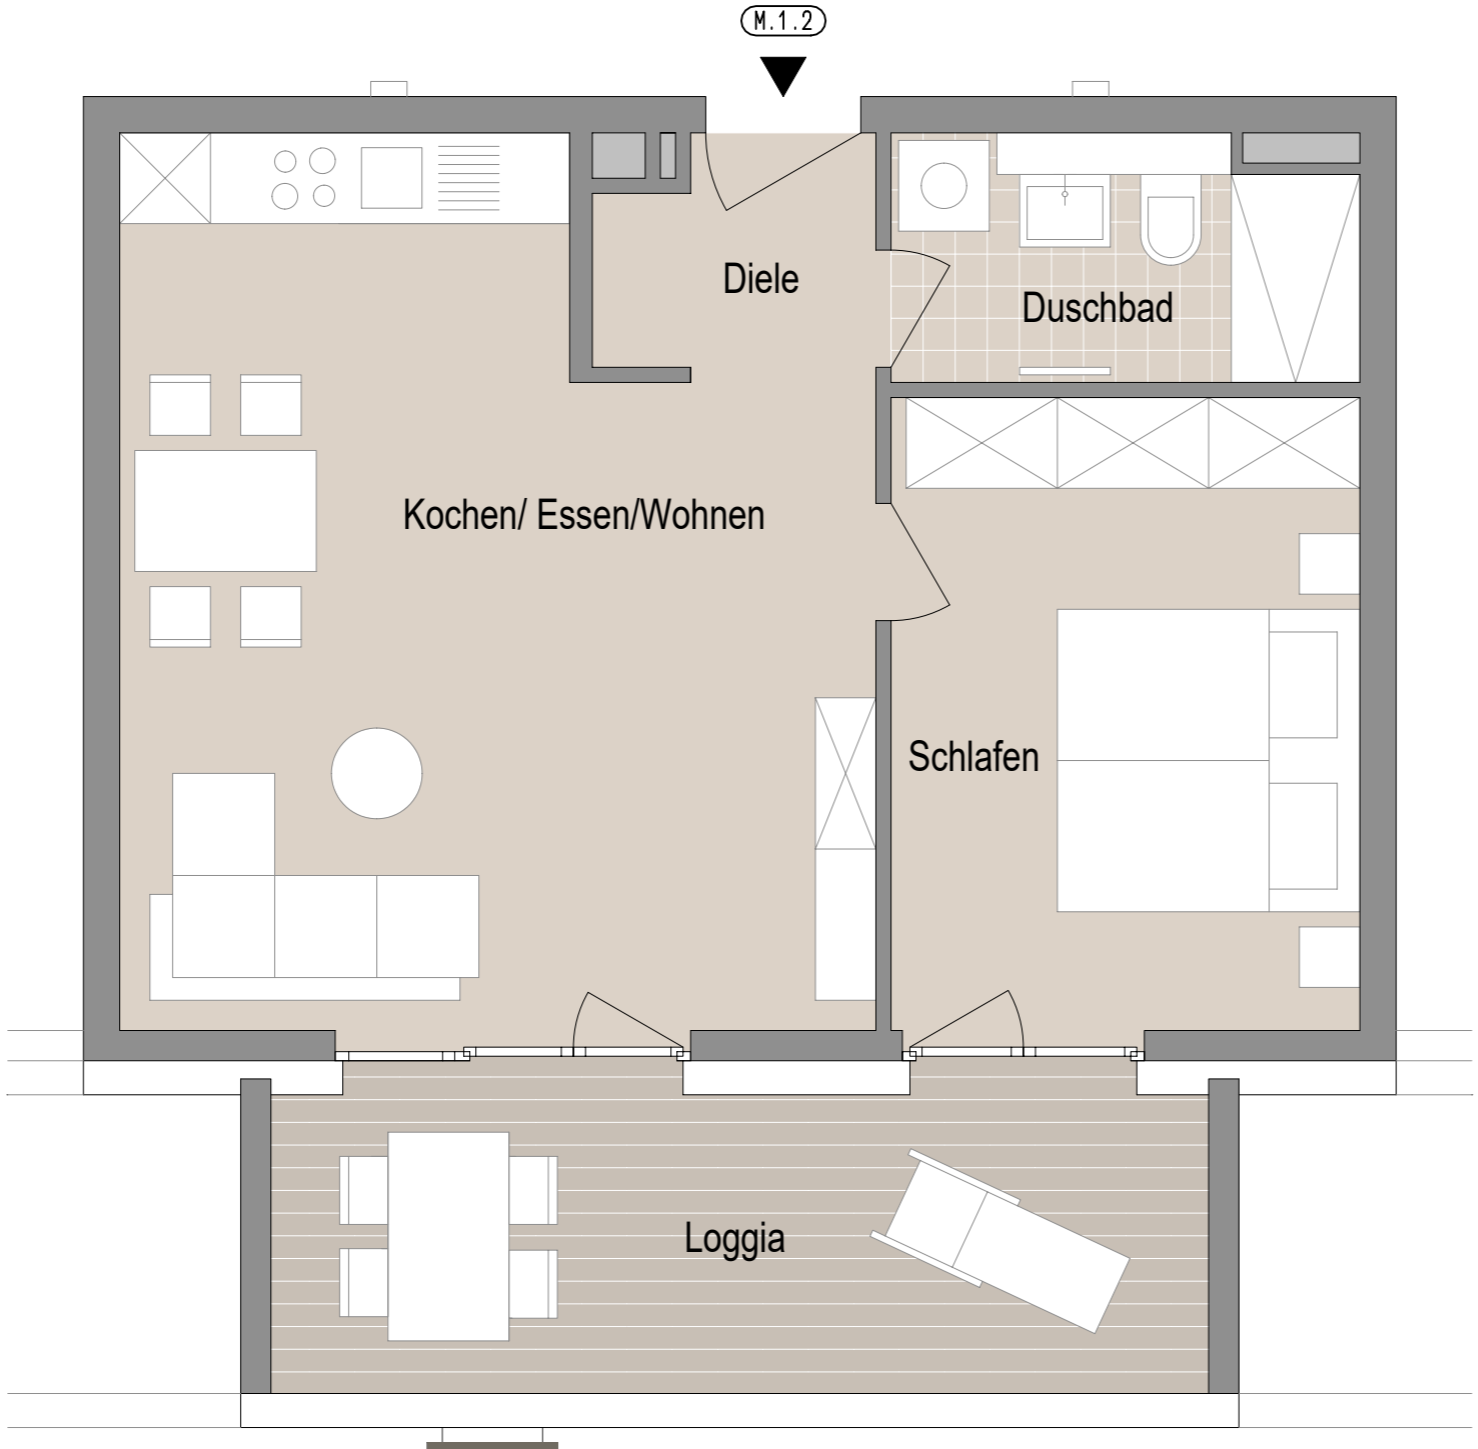 M.1.2
Diele
Duschbad
Kochen/ Essen/Wohnen
Schlafen
Loggia